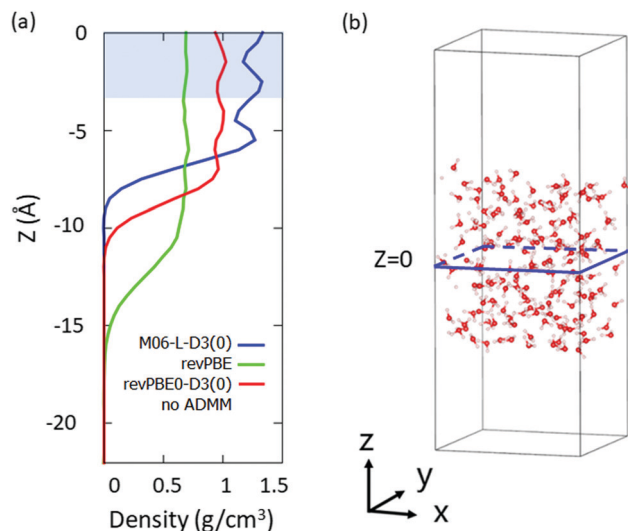 (a)
0
-5
-10
-15
-20
Z (Å)
M06-L-D3(0)
revPBE
revPBE0-D3(0)
no ADMM
0 0.5 1 1.5
Density (g/cm³)
(b)
Z=0
z
y
x